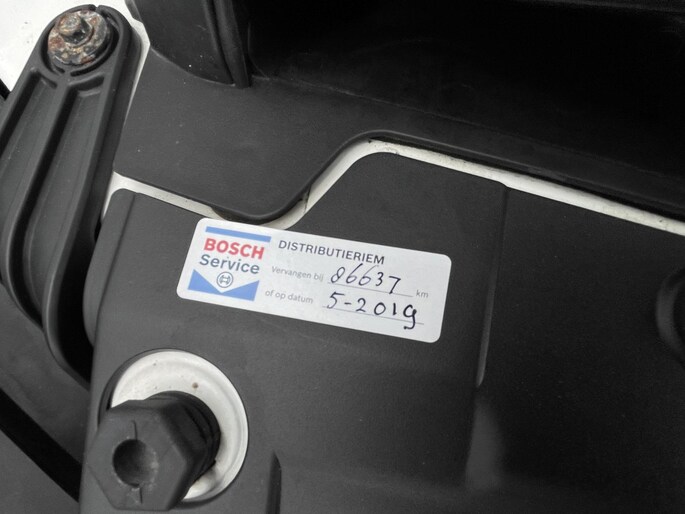 BOSCH
Service
DISTRIBUTIERIEM
Vervangen bij 86637 km
of op datum 5-2019